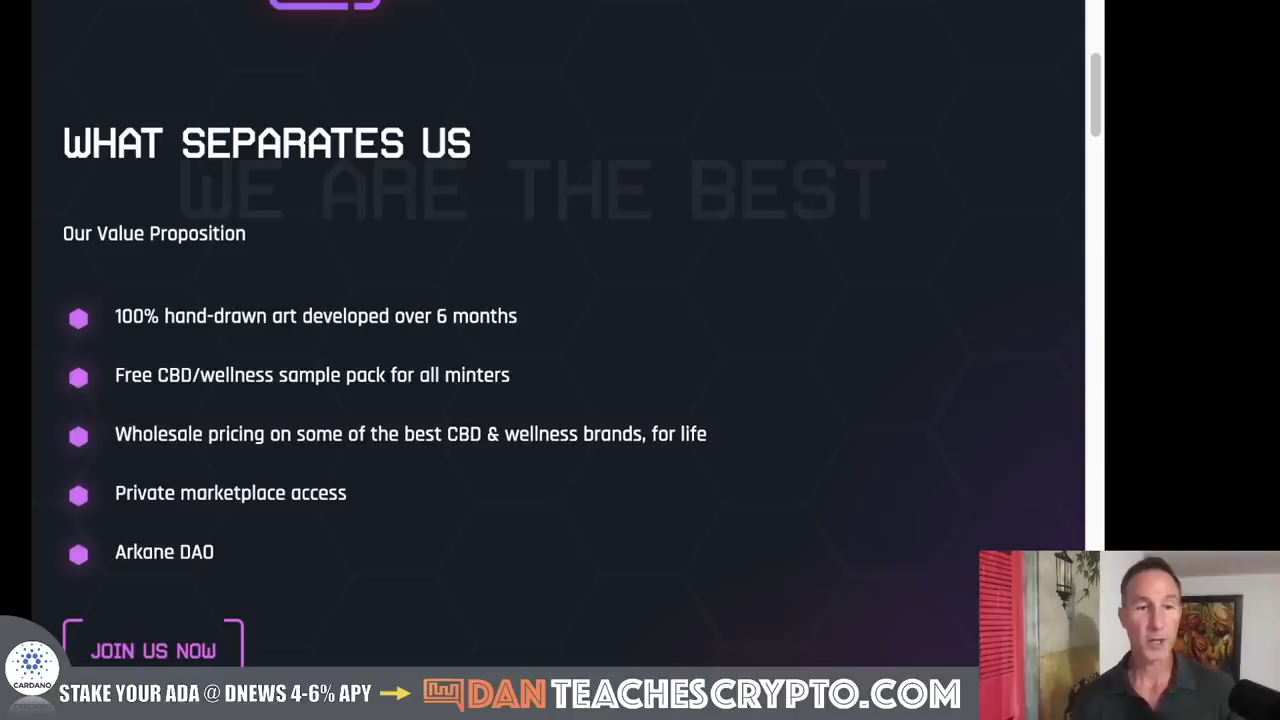 WHAT SEPARATES US
WE ARE THE BEST
Our Value Proposition
100% hand-drawn art developed over 6 months
Free CBD/wellness sample pack for all minters
Wholesale pricing on some of the best CBD & wellness brands, for life
Private marketplace access
Arkane DAO
JOIN US NOW
CARDANO
STAKE YOUR ADA @ DNEWS 4-6% APY
DANTEACHESCRYPTO.COM